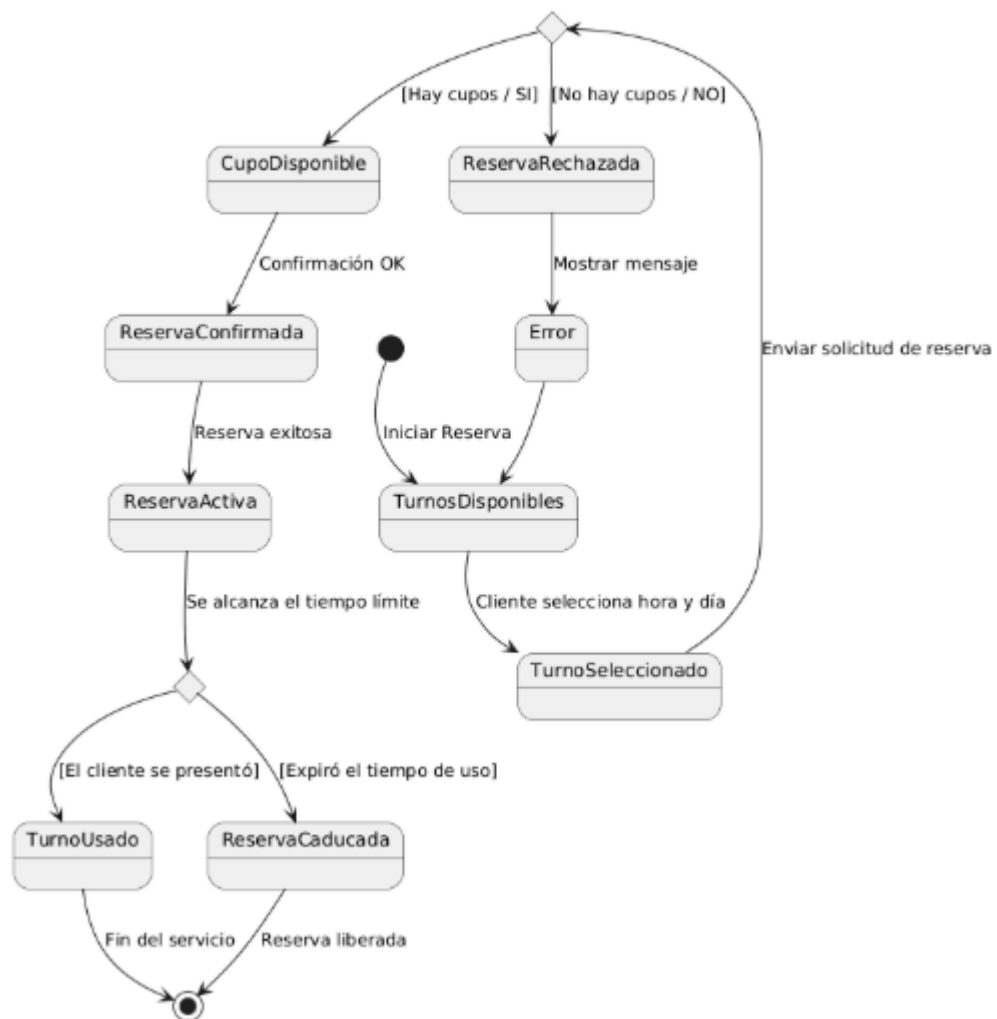 [Hay cupos / SI]
[No hay cupos / NO]
CupoDisponible
ReservaRechazada
Confirmación OK
Mostrar mensaje
ReservaConfirmada
Error
Enviar solicitud de reserva
Reserva exitosa
Iniciar Reserva
ReservaActiva
TurnosDisponibles
Se alcanza el tiempo límite
Cliente selecciona hora y día
TurnoSeleccionado
[El cliente se presentó]
[Expiró el tiempo de uso]
TurnoUsado
ReservaCaducada
Fin del servicio
Reserva liberada